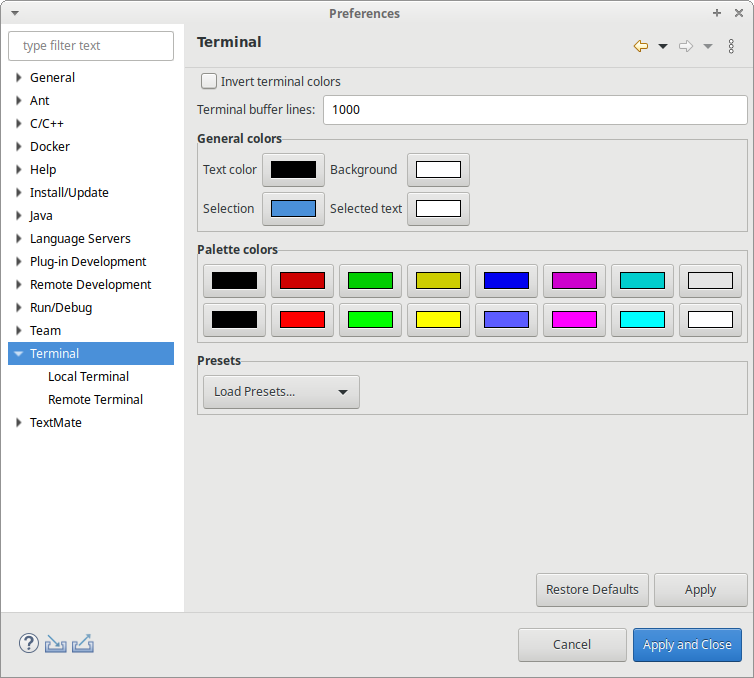 Preferences
type filter text
General
Ant
C/C++
Docker
Help
Install/Update
Java
Language Servers
Plug-in Development
Remote Development
Run/Debug
Team
Terminal
Local Terminal
Remote Terminal
TextMate
Terminal
Invert terminal colors
Terminal buffer lines: 1000
General colors
Text color Background
Selection Selected text
Palette colors
Presets
Load Presets...
Restore Defaults Apply
? Cancel Apply and Close